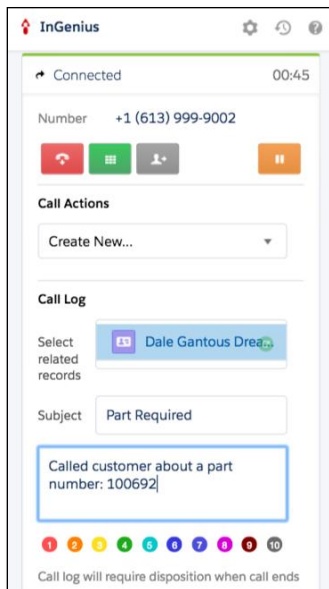 InGenius
Connected 00:45
Number +1 (613) 999-9002
Call Actions
Create New...
Call Log
Select
related
records
Dale Gantous Drea...
Subject Part Required
Called customer about a part
number: 100692
1 2 3 4 5 6 7 8 9 10
Call log will require disposition when call ends